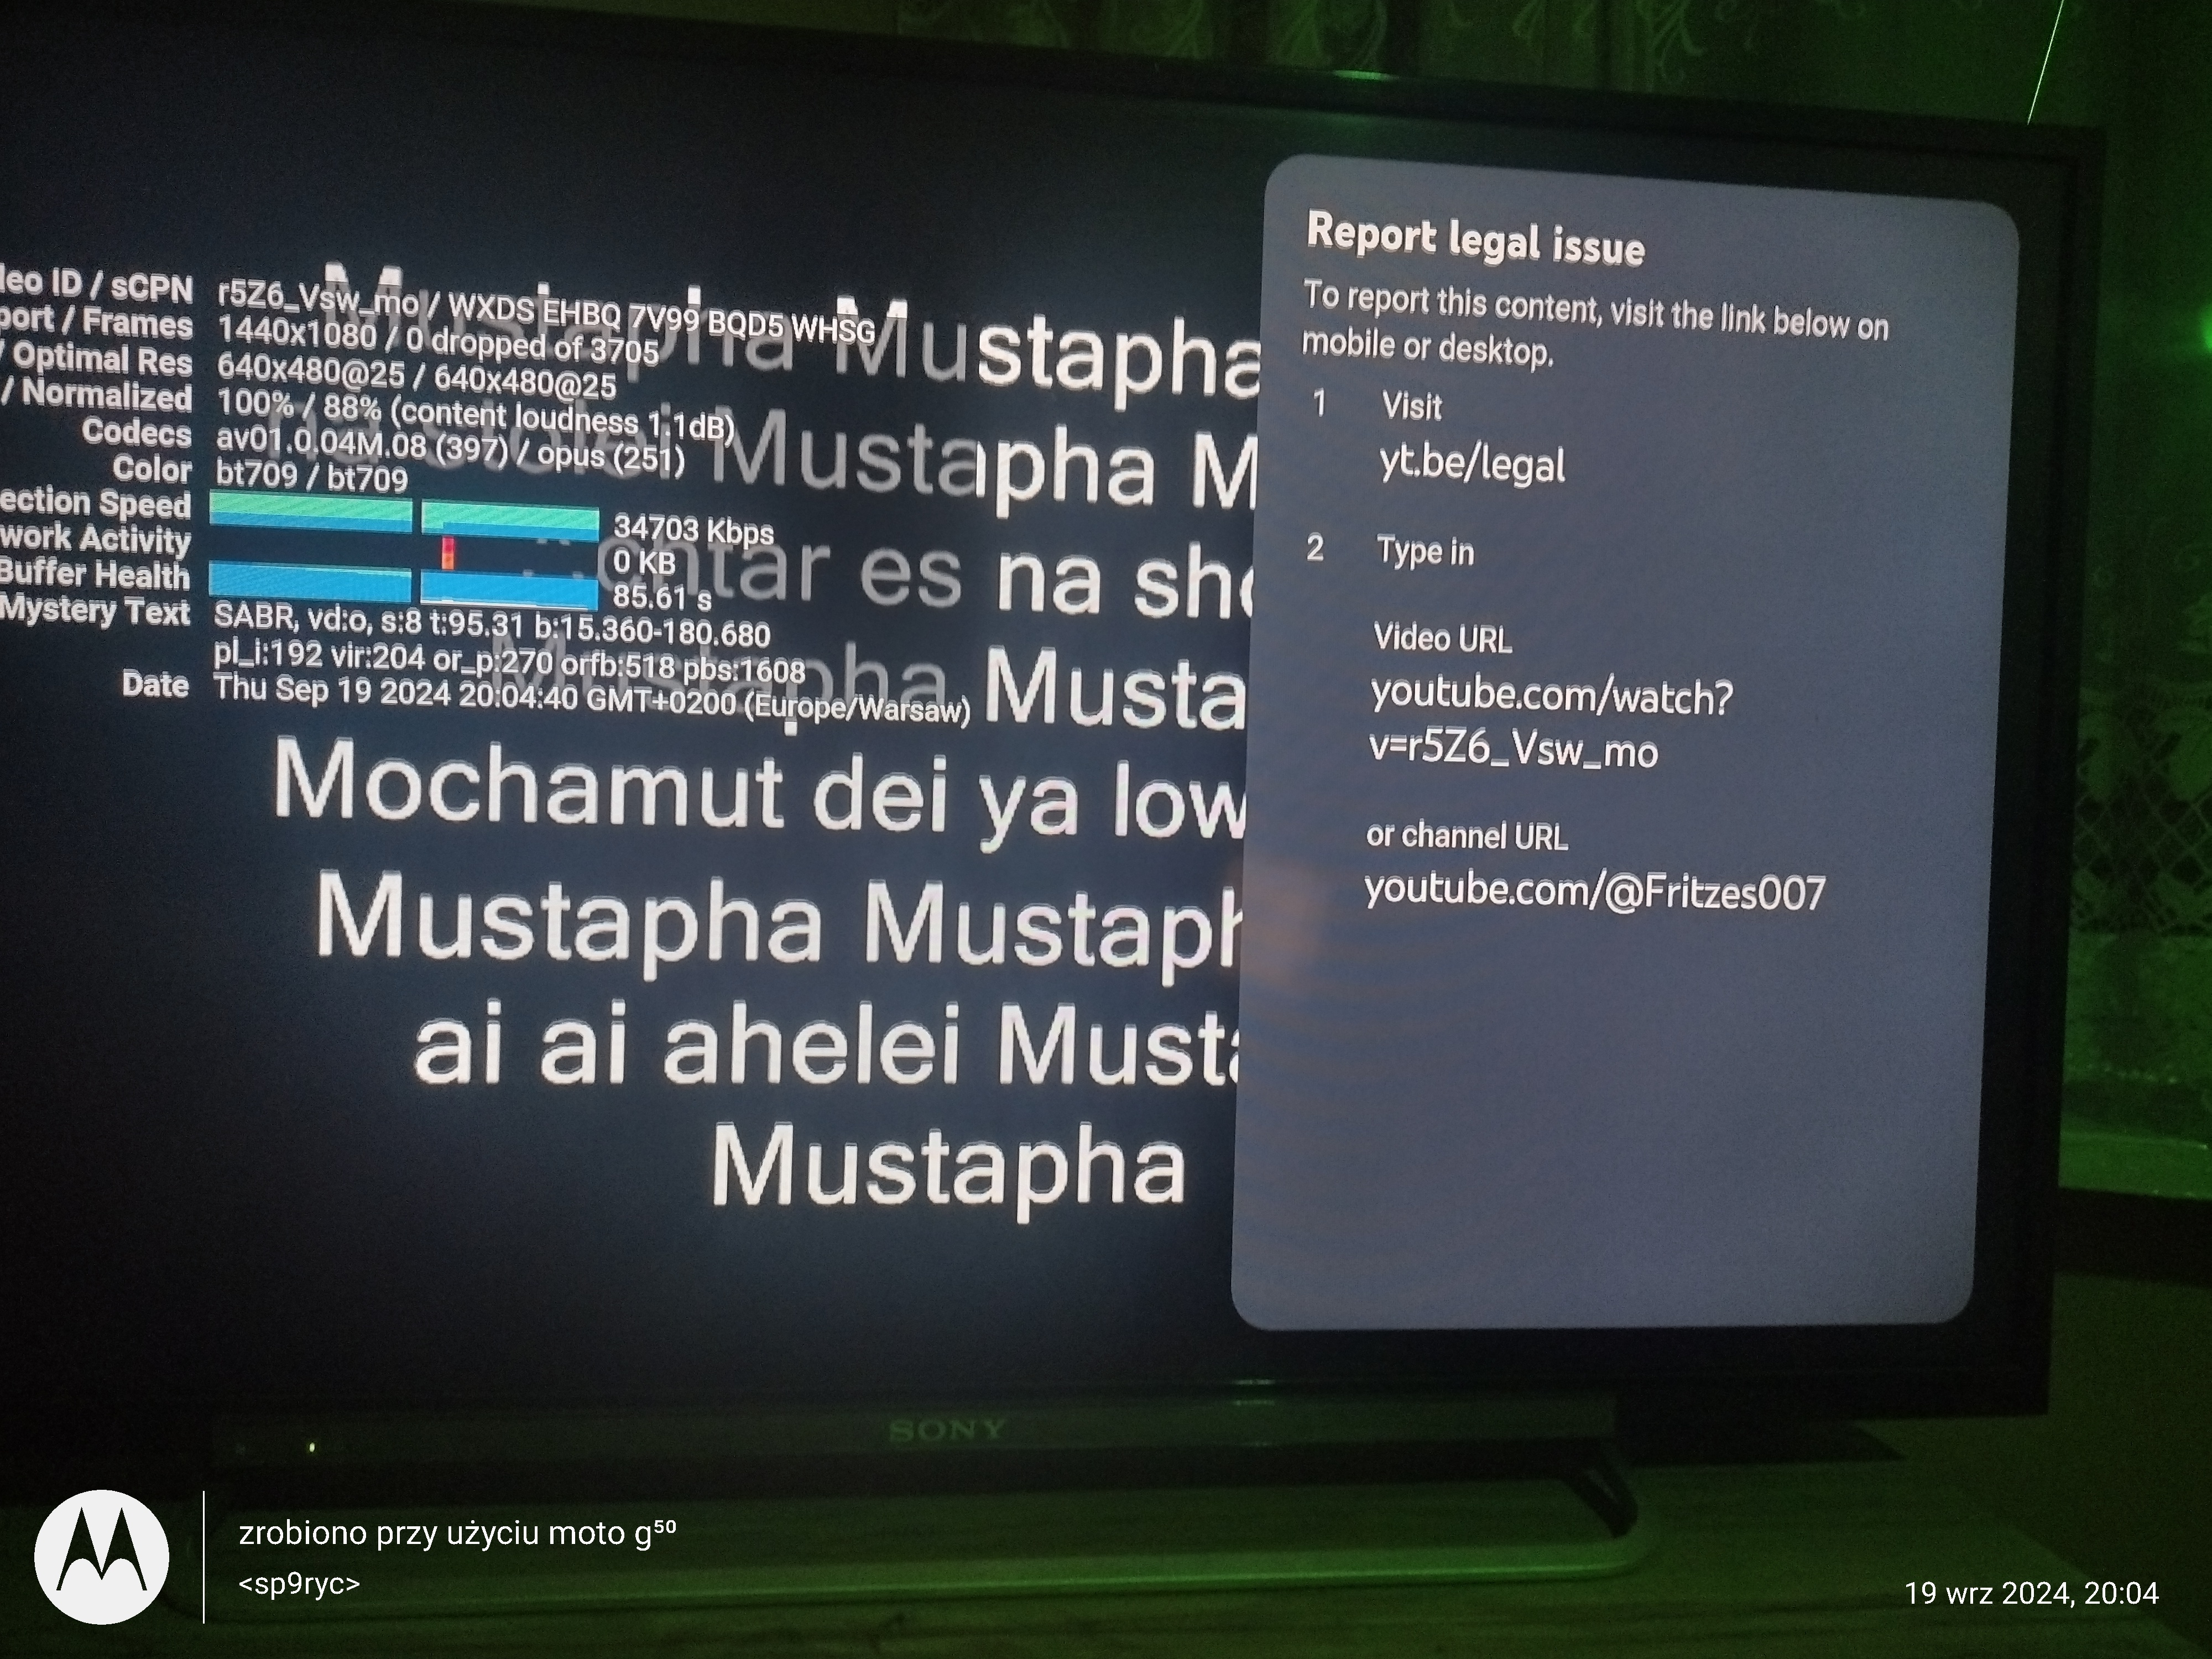 leo ID / sCPN r5Z6_Vsw_mo / WXDS EHBQ 7V99 BQD5 WHSG
port / Frames 1440x1080 / 0 dropped of 3705
/ Optimal Res 640x480@25 / 640x480@25
/ Normalized 100% / 88% (content loudness 1.1dB)
Codecs av01.0.04M.08 (397) / opus (251)
Color bt709 / bt709
ection Speed 34703 Kbps
work Activity 0 KB
Buffer Health 85.61 s
Mystery Text SABR, vd:o, s:8 t:95.31 b:15.360-180.680
pl_i:192 vir:204 or_p:270 orfb:518 pbs:1608
Date Thu Sep 19 2024 20:04:40 GMT+0200 (Europe/Warsaw)
Mustapha Mustapha
Mustapha M
es na sho
Mustapha Musta
Mochamut dei ya low
Mustapha Mustaph
ai ai ahelei Musta
Mustapha
Report legal issue
To report this content, visit the link below on
mobile or desktop.
1 Visit
yt.be/legal
2 Type in
Video URL
youtube.com/watch?
v=r5Z6_Vsw_mo
or channel URL
youtube.com/@Fritzes007
SONY
zrobiono przy użyciu moto g⁵⁰
<sp9ryc>
19 wrz 2024, 20:04